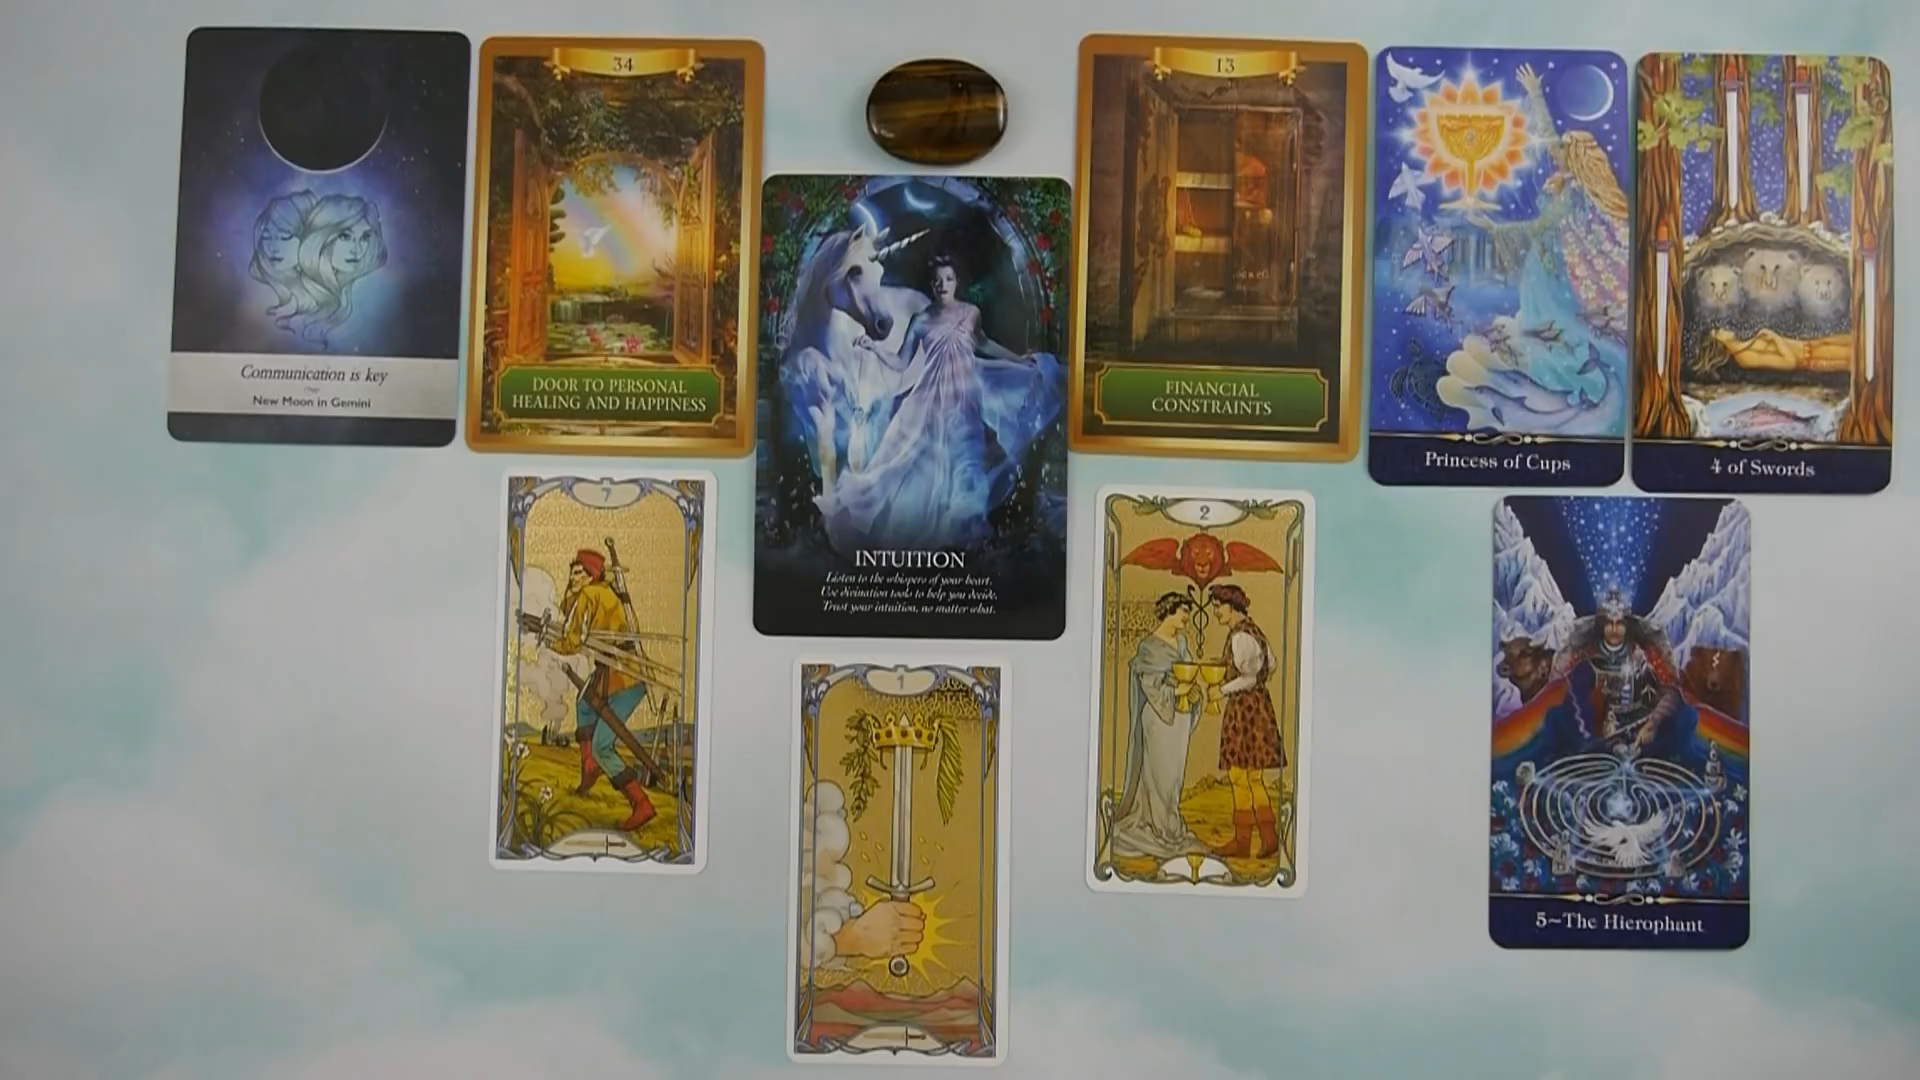 Communication is key
New Moon in Gemini
34
DOOR TO PERSONAL
HEALING AND HAPPINESS
INTUITION
Listen to the whispers of your heart.
Use divination tools to help you decide.
Trust your intuition, no matter what.
13
FINANCIAL
CONSTRAINTS
Princess of Cups
4 of Swords
7
1
2
5~The Hierophant